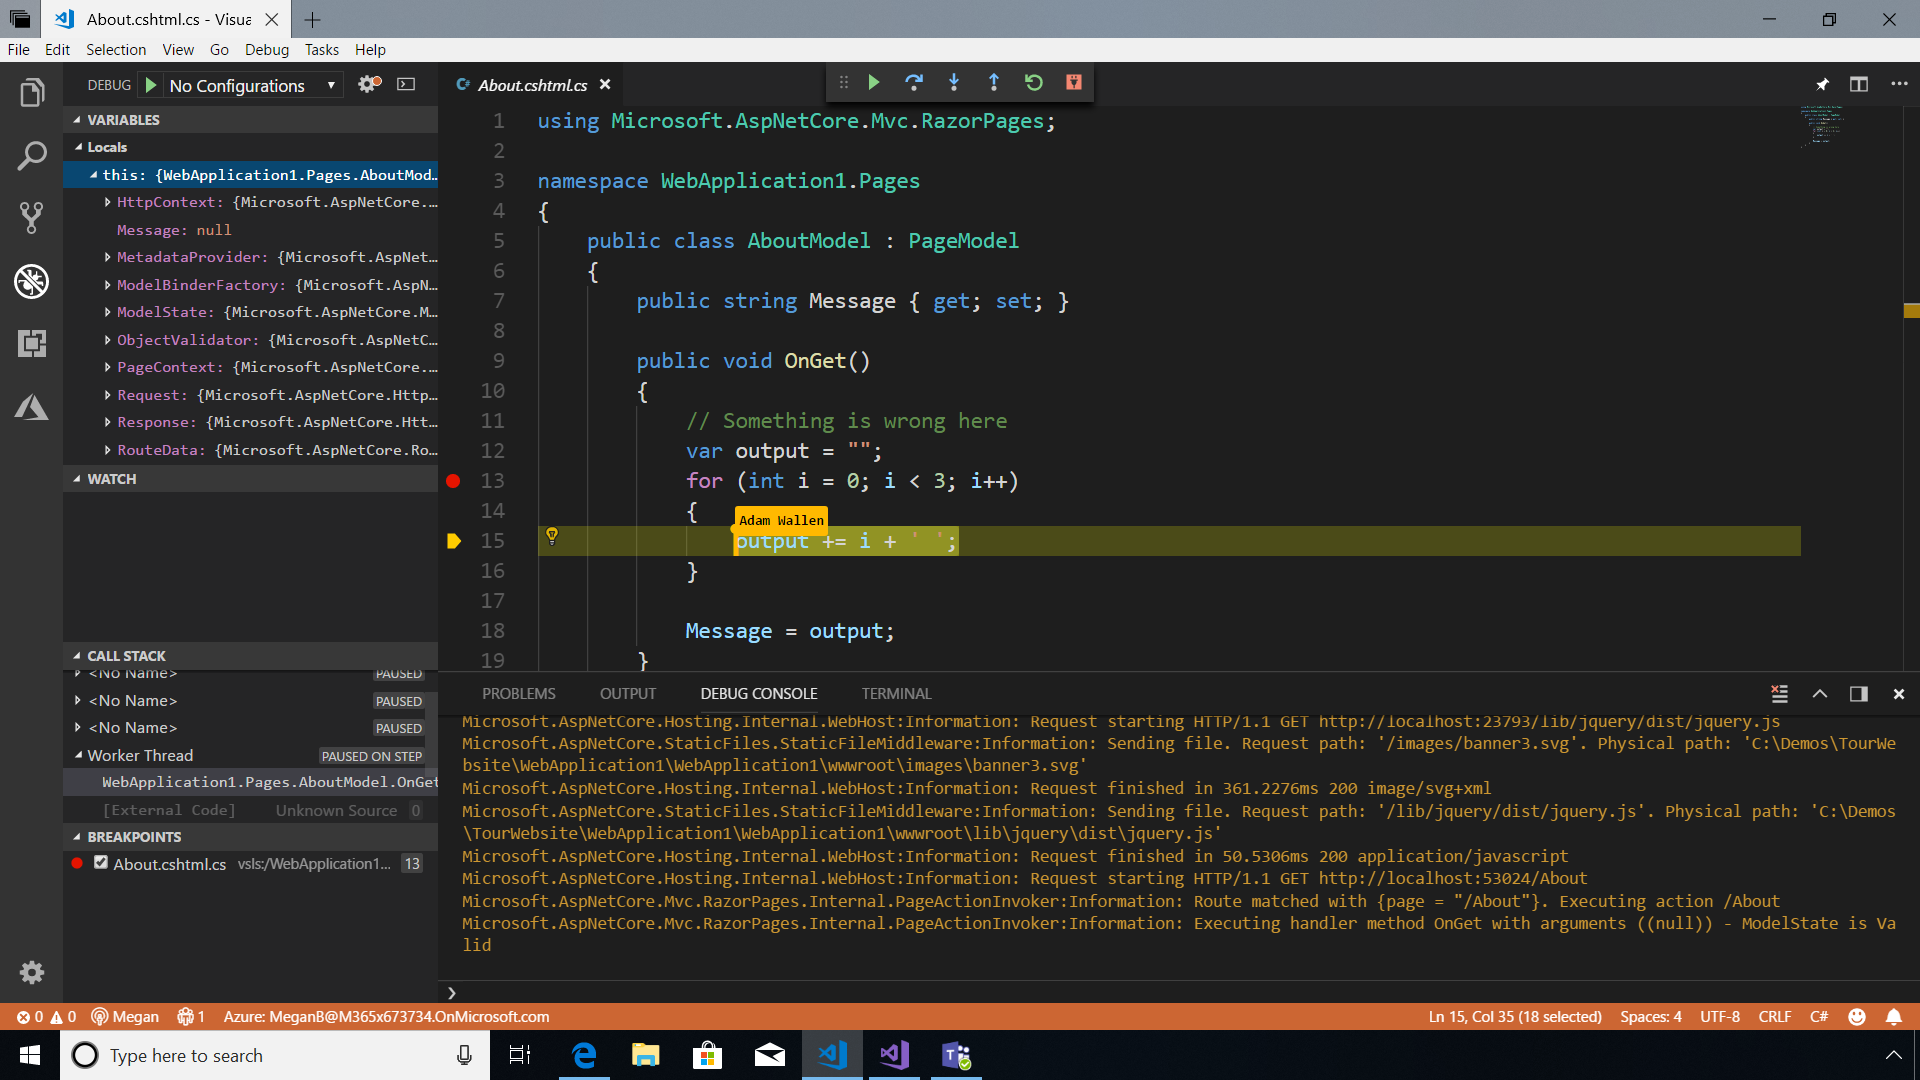 About.cshtml.cs - Visua
File Edit Selection View Go Debug Tasks Help
DEBUG No Configurations
VARIABLES
Locals
this: {WebApplication1.Pages.AboutMod…
HttpContext: {Microsoft.AspNetCore.…
Message: null
MetadataProvider: {Microsoft.AspNet…
ModelBinderFactory: {Microsoft.AspN…
ModelState: {Microsoft.AspNetCore.M…
ObjectValidator: {Microsoft.AspNetC…
PageContext: {Microsoft.AspNetCore.…
Request: {Microsoft.AspNetCore.Http…
Response: {Microsoft.AspNetCore.Htt…
RouteData: {Microsoft.AspNetCore.Ro…
WATCH
CALL STACK
<No Name> PAUSED
<No Name> PAUSED
<No Name> PAUSED
Worker Thread PAUSED ON STEP
WebApplication1.Pages.AboutModel.OnGet
[External Code] Unknown Source 0
BREAKPOINTS
About.cshtml.cs vsls:/WebApplication1... 13
C# About.cshtml.cs
1 using Microsoft.AspNetCore.Mvc.RazorPages;
2
3 namespace WebApplication1.Pages
4 {
5 public class AboutModel : PageModel
6 {
7 public string Message { get; set; }
8
9 public void OnGet()
10 {
11 // Something is wrong here
12 var output = "";
13 for (int i = 0; i < 3; i++)
14 {
Adam Wallen
15 output += i + ' ';
16 }
17
18 Message = output;
19 }
PROBLEMS OUTPUT DEBUG CONSOLE TERMINAL
Microsoft.AspNetCore.Hosting.Internal.WebHost:Information: Request starting HTTP/1.1 GET http://localhost:23793/lib/jquery/dist/jquery.js
Microsoft.AspNetCore.StaticFiles.StaticFileMiddleware:Information: Sending file. Request path: '/images/banner3.svg'. Physical path: 'C:\Demos\TourWe
bsite\WebApplication1\WebApplication1\wwwroot\images\banner3.svg'
Microsoft.AspNetCore.Hosting.Internal.WebHost:Information: Request finished in 361.2276ms 200 image/svg+xml
Microsoft.AspNetCore.StaticFiles.StaticFileMiddleware:Information: Sending file. Request path: '/lib/jquery/dist/jquery.js'. Physical path: 'C:\Demos
\TourWebsite\WebApplication1\WebApplication1\wwwroot\lib\jquery\dist\jquery.js'
Microsoft.AspNetCore.Hosting.Internal.WebHost:Information: Request finished in 50.5306ms 200 application/javascript
Microsoft.AspNetCore.Hosting.Internal.WebHost:Information: Request starting HTTP/1.1 GET http://localhost:53024/About
Microsoft.AspNetCore.Mvc.RazorPages.Internal.PageActionInvoker:Information: Route matched with {page = "/About"}. Executing action /About
Microsoft.AspNetCore.Mvc.RazorPages.Internal.PageActionInvoker:Information: Executing handler method OnGet with arguments ((null)) - ModelState is Va
lid
0 0 Megan 1 Azure: MeganB@M365x673734.OnMicrosoft.com Ln 15, Col 35 (18 selected) Spaces: 4 UTF-8 CRLF C#
Type here to search